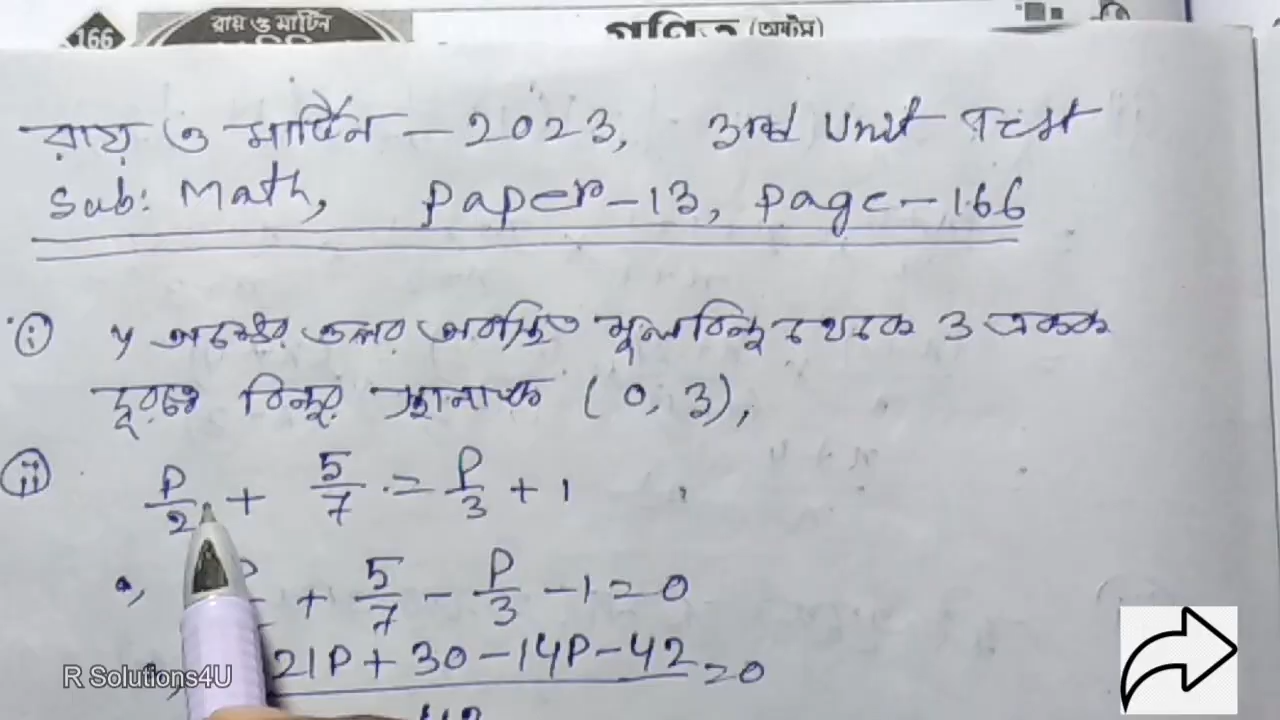 166 রায় ও মার্টিন গণিত (অষ্টম)
রায় ও মার্টিন - 2023, 3rd Unit Test
Sub: Math, Paper-13, Page-166
(i) y অক্ষের উপর অবস্থিত মূলবিন্দু থেকে 3 একক
দূরত্বে বিন্দুর স্থানাঙ্ক (0, 3),
(ii) P/2 + 5/7 = P/3 + 1
+ 5/7 - P/3 - 1 = 0
21P + 30 - 14P - 42 = 0
42
R Solutions4U